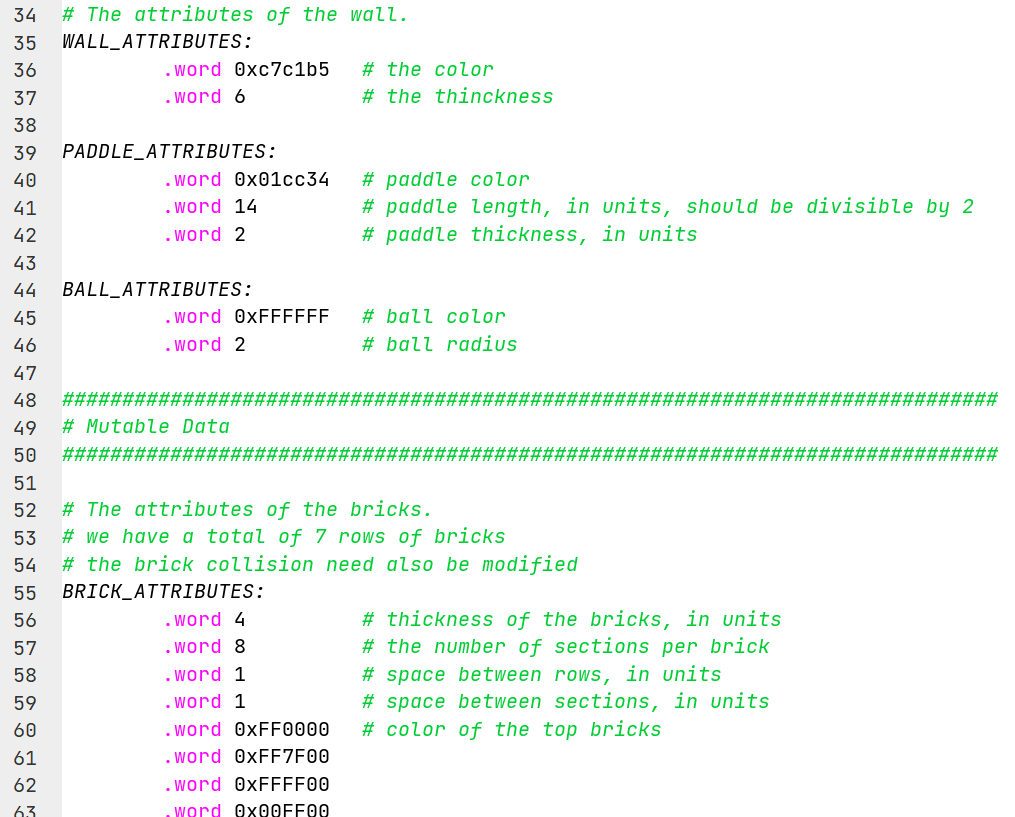 34 # The attributes of the wall.
35 WALL_ATTRIBUTES:
36 .word 0xc7c1b5 # the color
37 .word 6 # the thinckness
38
39 PADDLE_ATTRIBUTES:
40 .word 0x01cc34 # paddle color
41 .word 14 # paddle length, in units, should be divisible by 2
42 .word 2 # paddle thickness, in units
43
44 BALL_ATTRIBUTES:
45 .word 0xFFFFFF # ball color
46 .word 2 # ball radius
47
48 ##############################################################################
49 # Mutable Data
50 ##############################################################################
51
52 # The attributes of the bricks.
53 # we have a total of 7 rows of bricks
54 # the brick collision need also be modified
55 BRICK_ATTRIBUTES:
56 .word 4 # thickness of the bricks, in units
57 .word 8 # the number of sections per brick
58 .word 1 # space between rows, in units
59 .word 1 # space between sections, in units
60 .word 0xFF0000 # color of the top bricks
61 .word 0xFF7F00
62 .word 0xFFFF00
63 .word 0x00FF00